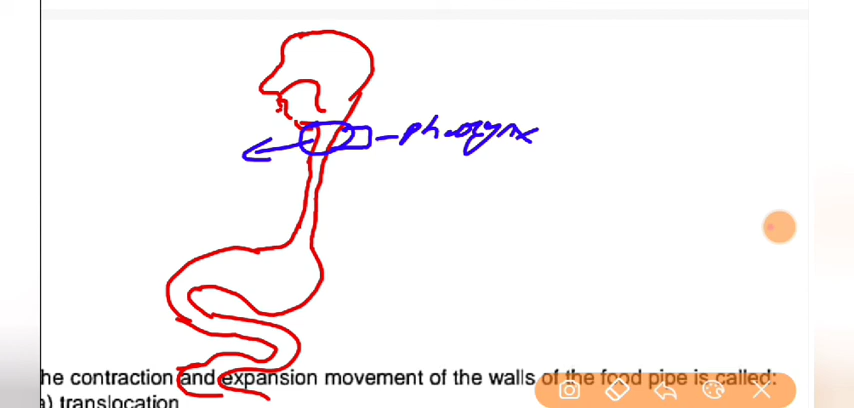 -pharynx
he contraction and expansion movement of the walls of the food pipe is called:
a) translocation